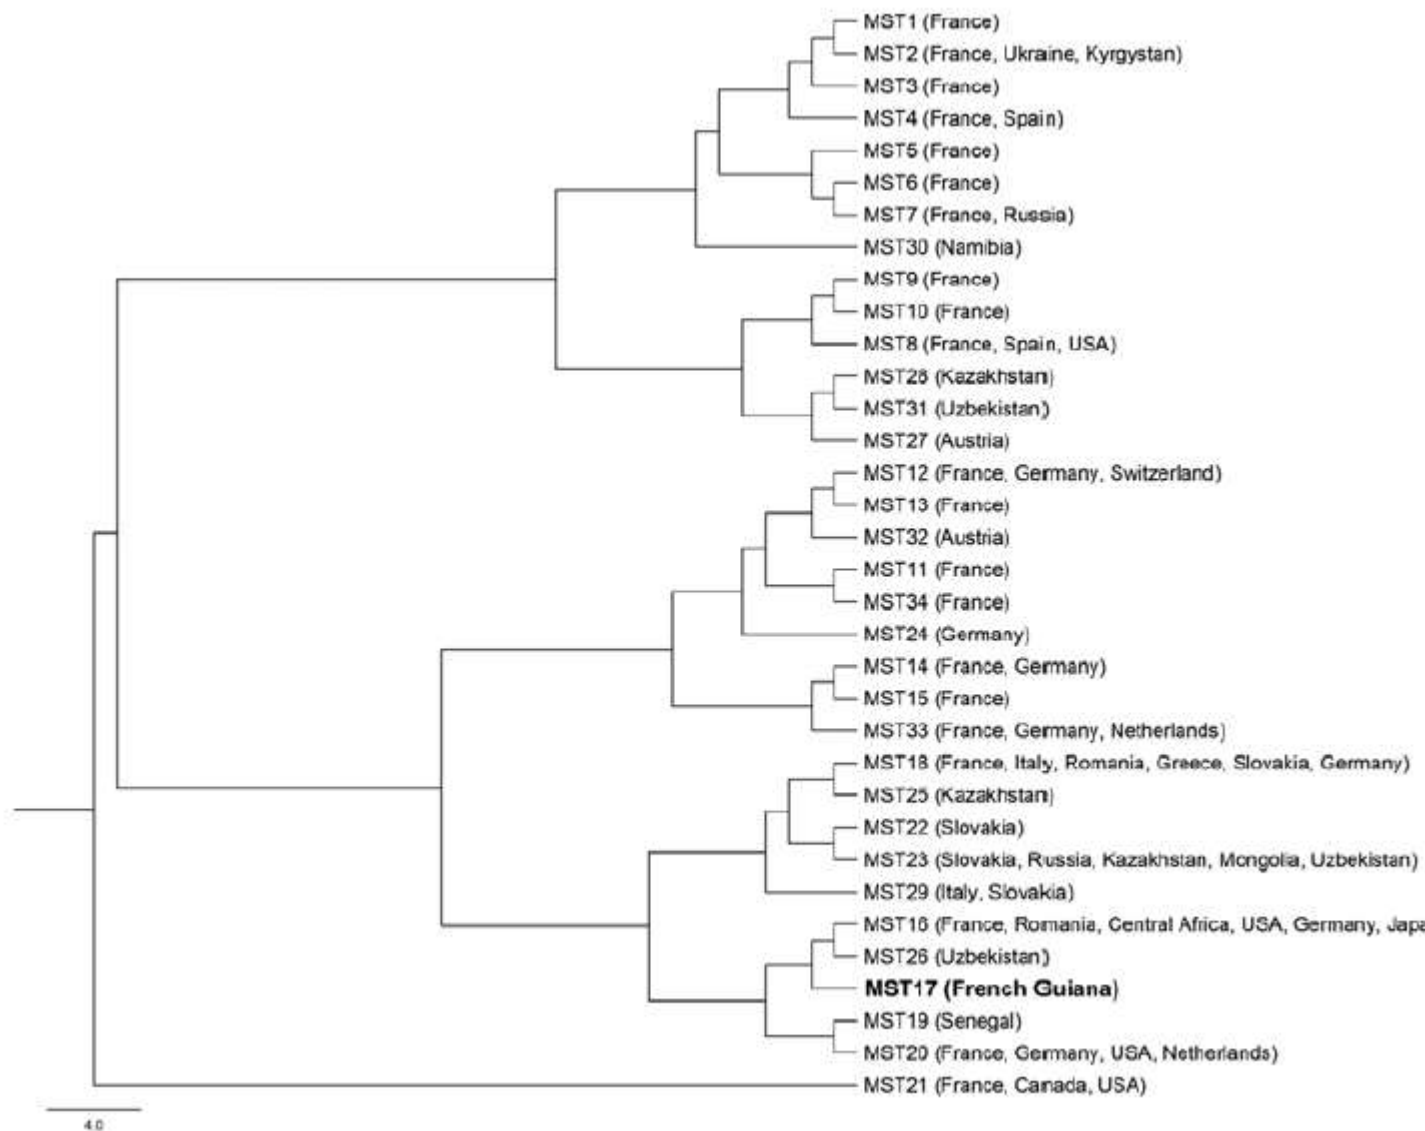 MST1 (France)
MST2 (France, Ukraine, Kyrgystan)
MST3 (France)
MST4 (France, Spain)
MST5 (France)
MST6 (France)
MST7 (France, Russia)
MST30 (Namibia)
MST9 (France)
MST10 (France)
MST8 (France, Spain, USA)
MST28 (Kazakhstan)
MST31 (Uzbekistan)
MST27 (Austria)
MST12 (France, Germany, Switzerland)
MST13 (France)
MST32 (Austria)
MST11 (France)
MST34 (France)
MST24 (Germany)
MST14 (France, Germany)
MST15 (France)
MST33 (France, Germany, Netherlands)
MST18 (France, Italy, Romania, Greece, Slovakia, Germany)
MST25 (Kazakhstan)
MST22 (Slovakia)
MST23 (Slovakia, Russia, Kazakhstan, Mongolia, Uzbekistan)
MST29 (Italy, Slovakia)
MST16 (France, Romania, Central Africa, USA, Germany, Japa
MST26 (Uzbekistan)
MST17 (French Guiana)
MST19 (Senegal)
MST20 (France, Germany, USA, Netherlands)
MST21 (France, Canada, USA)
4.0